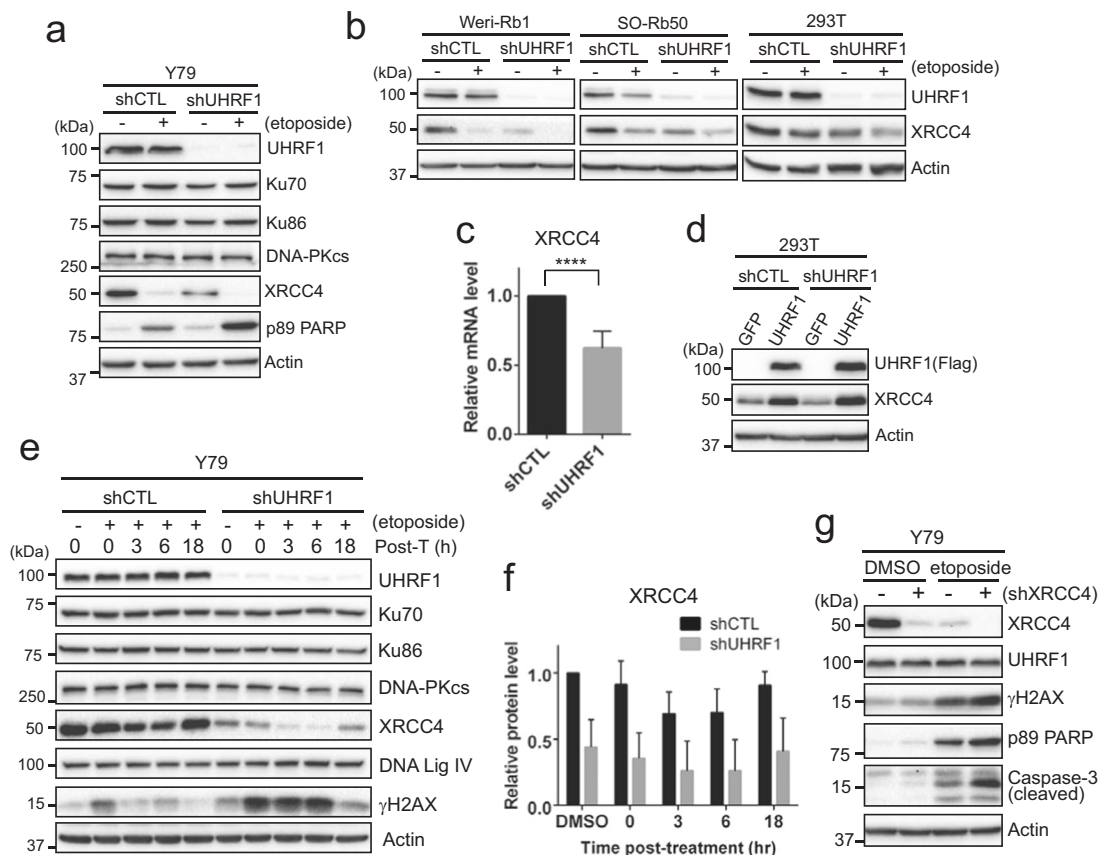 a
Y79
shCTL shUHRF1
(kDa) - + - + (etoposide)
100 UHRF1
75 Ku70
75 Ku86
250 DNA-PKcs
50 XRCC4
75 p89 PARP
37 Actin
b
Weri-Rb1 SO-Rb50 293T
shCTL shUHRF1 shCTL shUHRF1 shCTL shUHRF1
(kDa) - + - + - + - + - + - + (etoposide)
100 UHRF1
50 XRCC4
37 Actin
c
XRCC4
****
Relative mRNA level
1.0
0.5
0.0
shCTL shUHRF1
d
293T
shCTL shUHRF1
GFP UHRF1 GFP UHRF1
(kDa)
100 UHRF1(Flag)
50 XRCC4
37 Actin
e
Y79
shCTL shUHRF1
- + + + + - + + + + (etoposide)
(kDa) 0 0 3 6 18 0 0 3 6 18 Post-T (h)
100 UHRF1
75 Ku70
75 Ku86
250 DNA-PKcs
50 XRCC4
100 DNA Lig IV
15 γH2AX
37 Actin
f
XRCC4
shCTL
shUHRF1
Relative protein level
1.0
0.5
0.0
DMSO 0 3 6 18
Time post-treatment (hr)
g
Y79
DMSO etoposide
(kDa) - + - + (shXRCC4)
50 XRCC4
100 UHRF1
15 γH2AX
75 p89 PARP
15 Caspase-3
(cleaved)
37 Actin